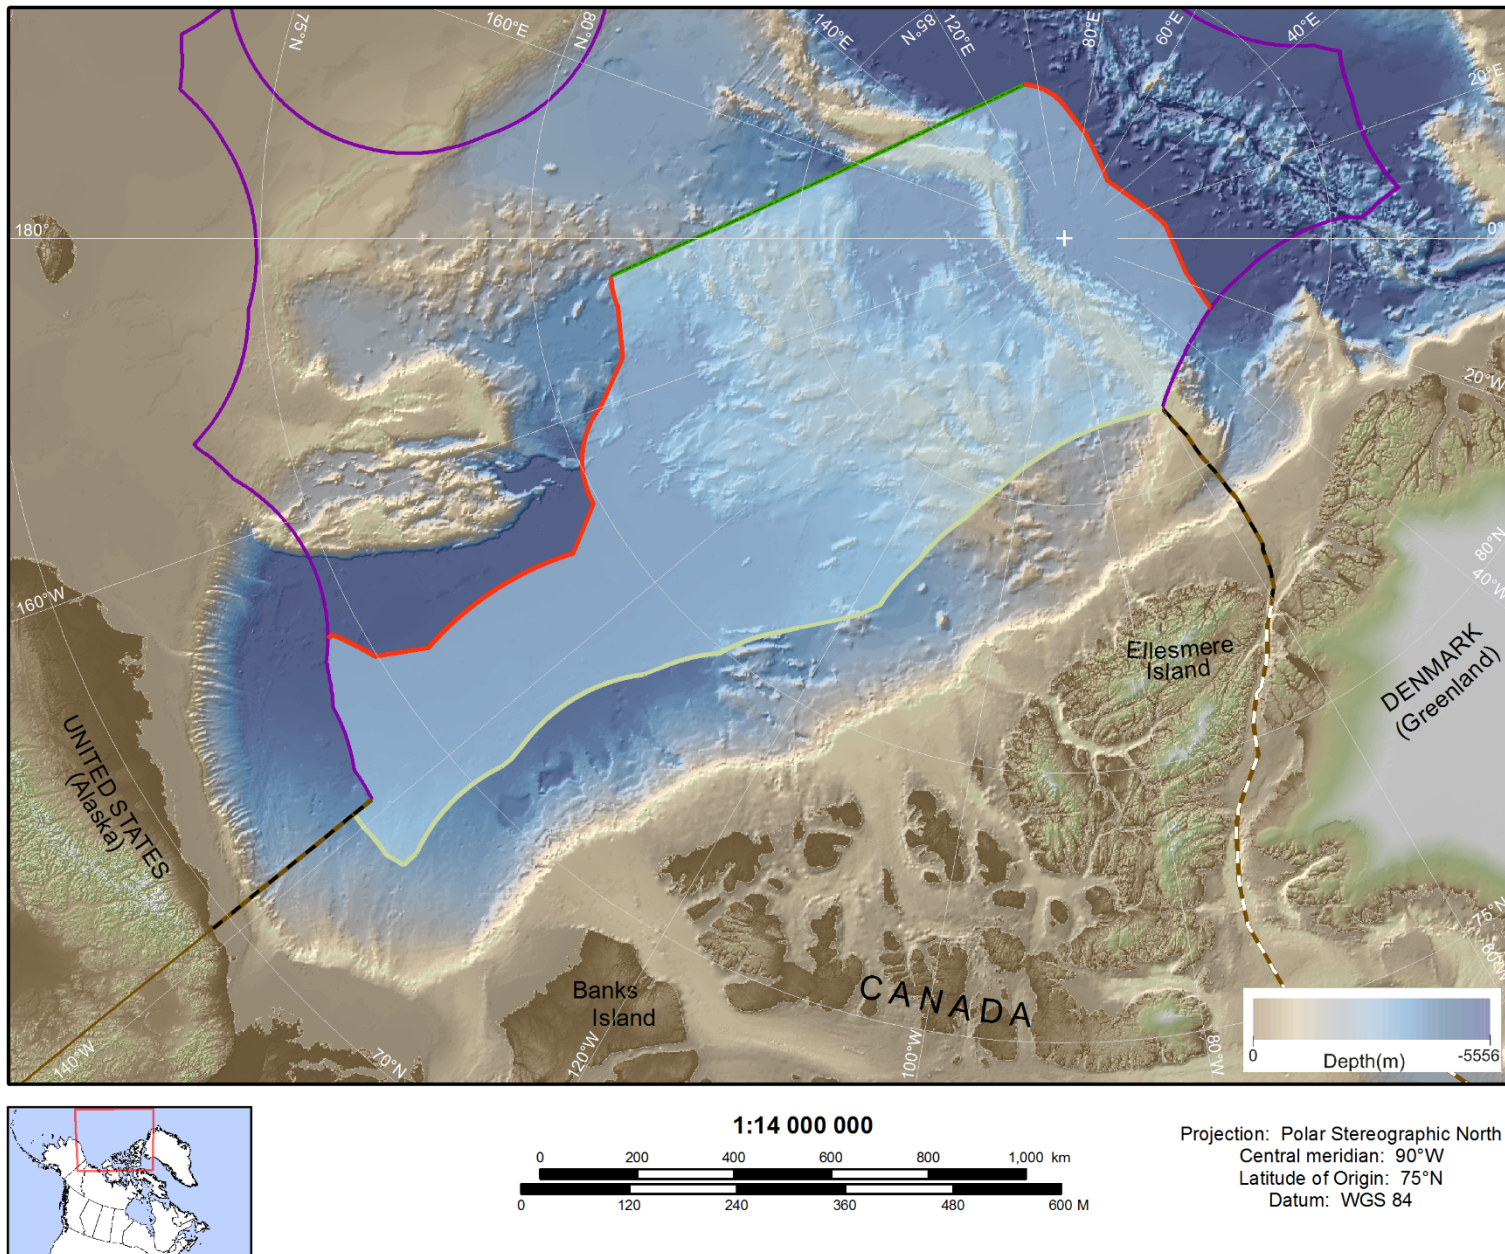 75°N
160°E
80°N
140°E
85°N
120°E
80°E
60°E
40°E
20°E
180°
0°
20°W
160°W
80°N
40°W
Ellesmere
Island
DENMARK
(Greenland)
UNITED STATES
(Alaska)
75°N
60°W
Banks
Island
CANADA
140°W
70°N
120°W
100°W
80°W
0
-5556
Depth(m)
1:14 000 000
0 200 400 600 800 1,000 km
0 120 240 360 480 600 M
Projection: Polar Stereographic North
Central meridian: 90°W
Latitude of Origin: 75°N
Datum: WGS 84